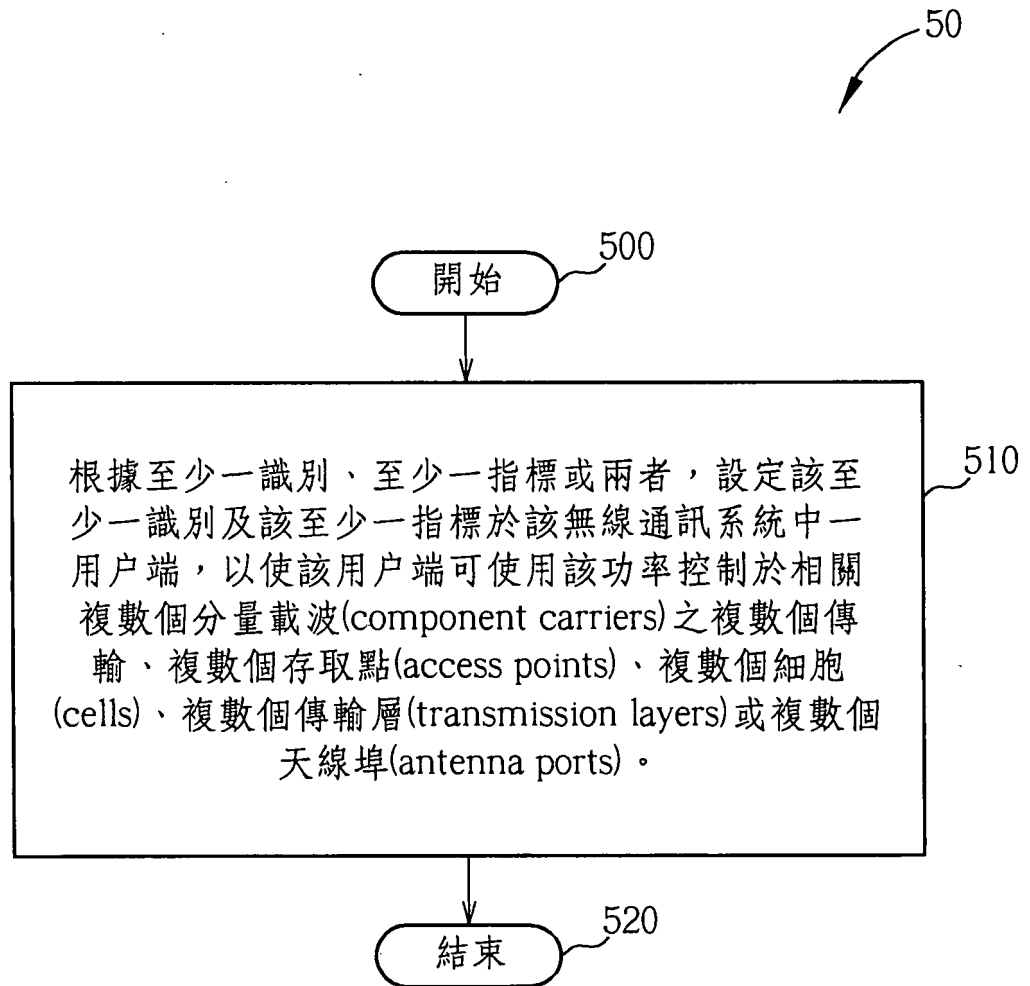 50
500
開始
510
根據至少一識別、至少一指標或兩者，設定該至
少一識別及該至少一指標於該無線通訊系統中一
用户端，以使該用户端可使用該功率控制於相關
複數個分量載波(component carriers)之複數個傳
輸、複數個存取點(access points)、複數個細胞
(cells)、複數個傳輸層(transmission layers)或複數個
天線埠(antenna ports)。
520
結束